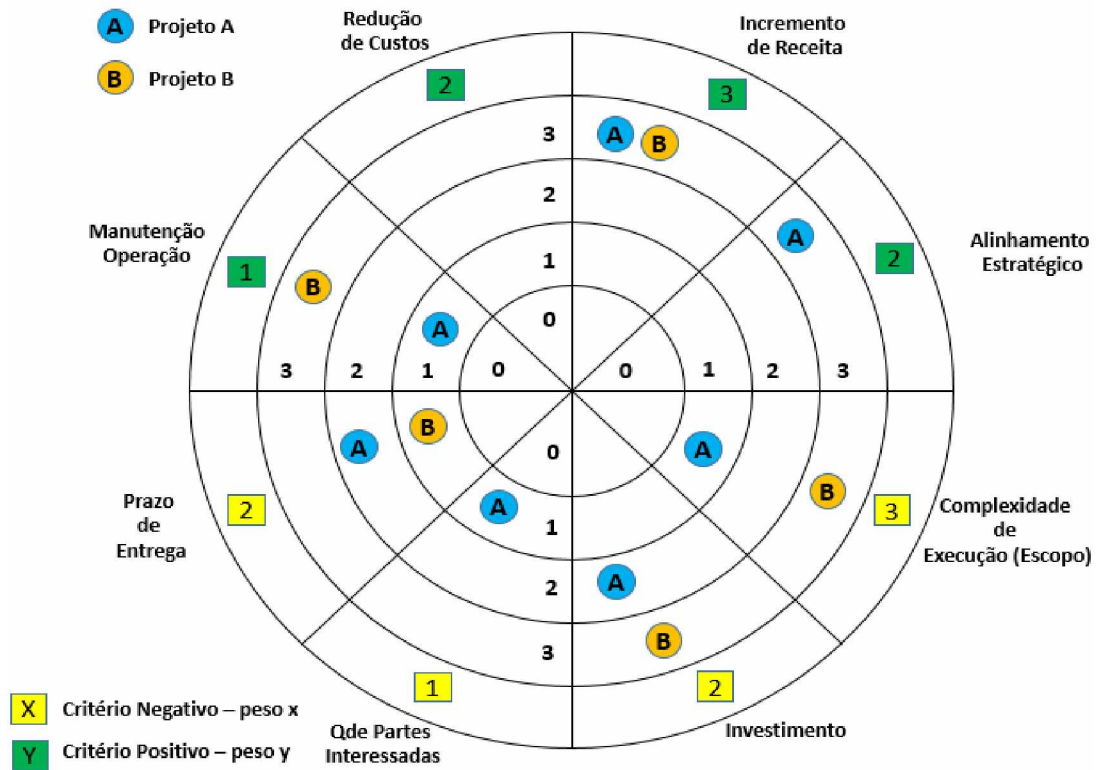 A Projeto A
B Projeto B
Redução
de Custos
2
Incremento
de Receita
3
3
A
B
2
Manutenção
Operação
1
A
2
Alinhamento
Estratégico
1
B
A
0
3
2
1
0
0
1
2
3
A
B
0
A
B
3
Complexidade
de
Execução (Escopo)
Prazo
de
Entrega
2
A
1
A
2
B
3
1
2
X Critério Negativo – peso x
Y Critério Positivo – peso y
Qde Partes
Interessadas
Investimento